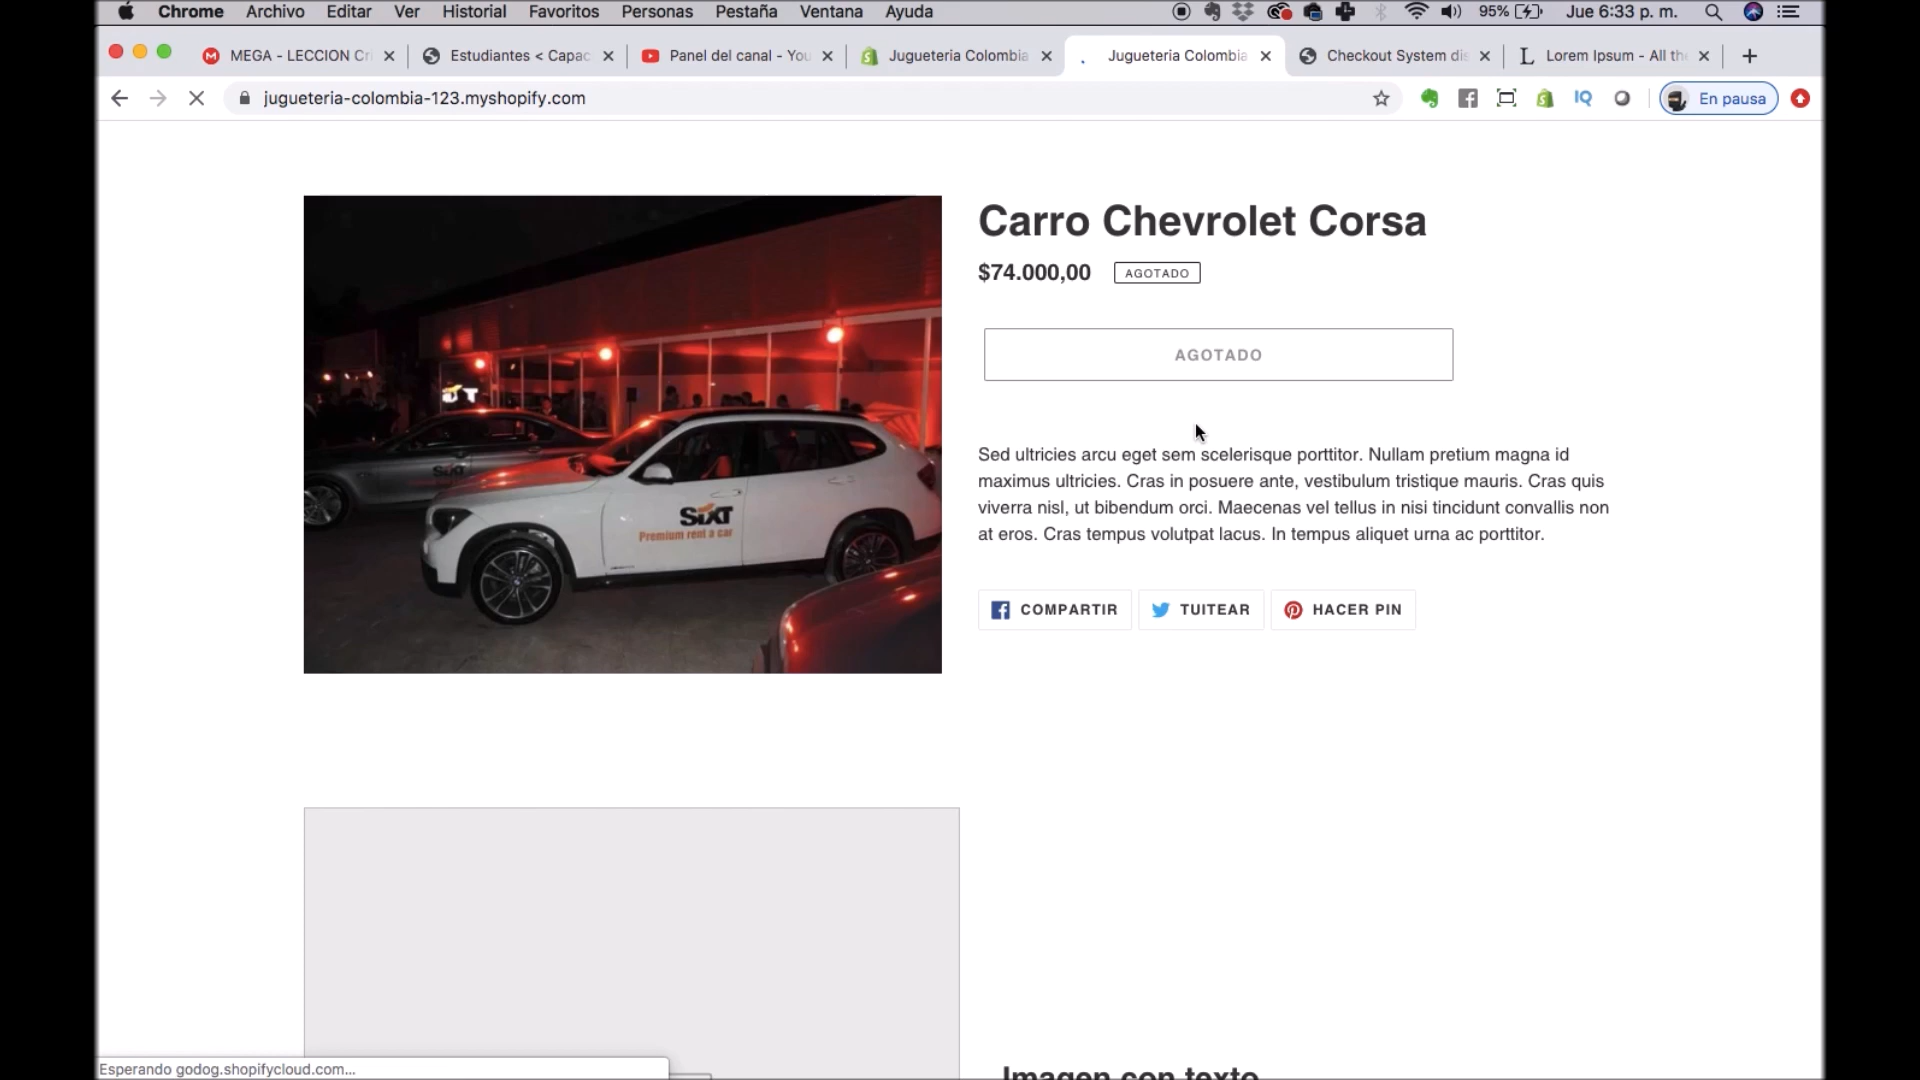 Chrome Archivo Editar Ver Historial Favoritos Personas Pestaña Ventana Ayuda 95% Jue 6:33 p. m.
MEGA - LECCION Cr Estudiantes < Capac Panel del canal - You Jugueteria Colombia Jugueteria Colombia Checkout System dis Lorem Ipsum - All the
jugueteria-colombia-123.myshopify.com IQ En pausa
Carro Chevrolet Corsa
$74.000,00 AGOTADO
AGOTADO
Sed ultricies arcu eget sem scelerisque porttitor. Nullam pretium magna id
maximus ultricies. Cras in posuere ante, vestibulum tristique mauris. Cras quis
viverra nisl, ut bibendum orci. Maecenas vel tellus in nisi tincidunt convallis non
at eros. Cras tempus volutpat lacus. In tempus aliquet urna ac porttitor.
SiXT
Premium rent a car
COMPARTIR TUITEAR HACER PIN
Imagen con texto
Esperando godog.shopifycloud.com...